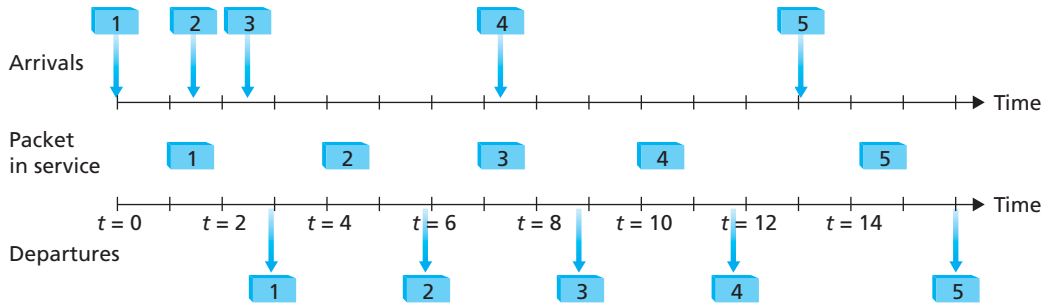 1 2 3 4 5
Arrivals
Time
Packet
in service
1 2 3 4 5
Time
t = 0 t = 2 t = 4 t = 6 t = 8 t = 10 t = 12 t = 14
Departures
1 2 3 4 5